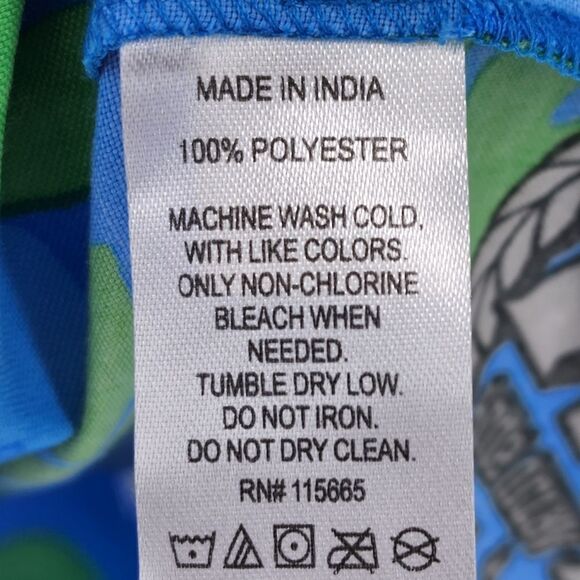 MADE IN INDIA
100% POLYESTER
MACHINE WASH COLD,
WITH LIKE COLORS.
ONLY NON-CHLORINE
BLEACH WHEN
NEEDED.
TUMBLE DRY LOW.
DO NOT IRON.
DO NOT DRY CLEAN.
RN# 115665